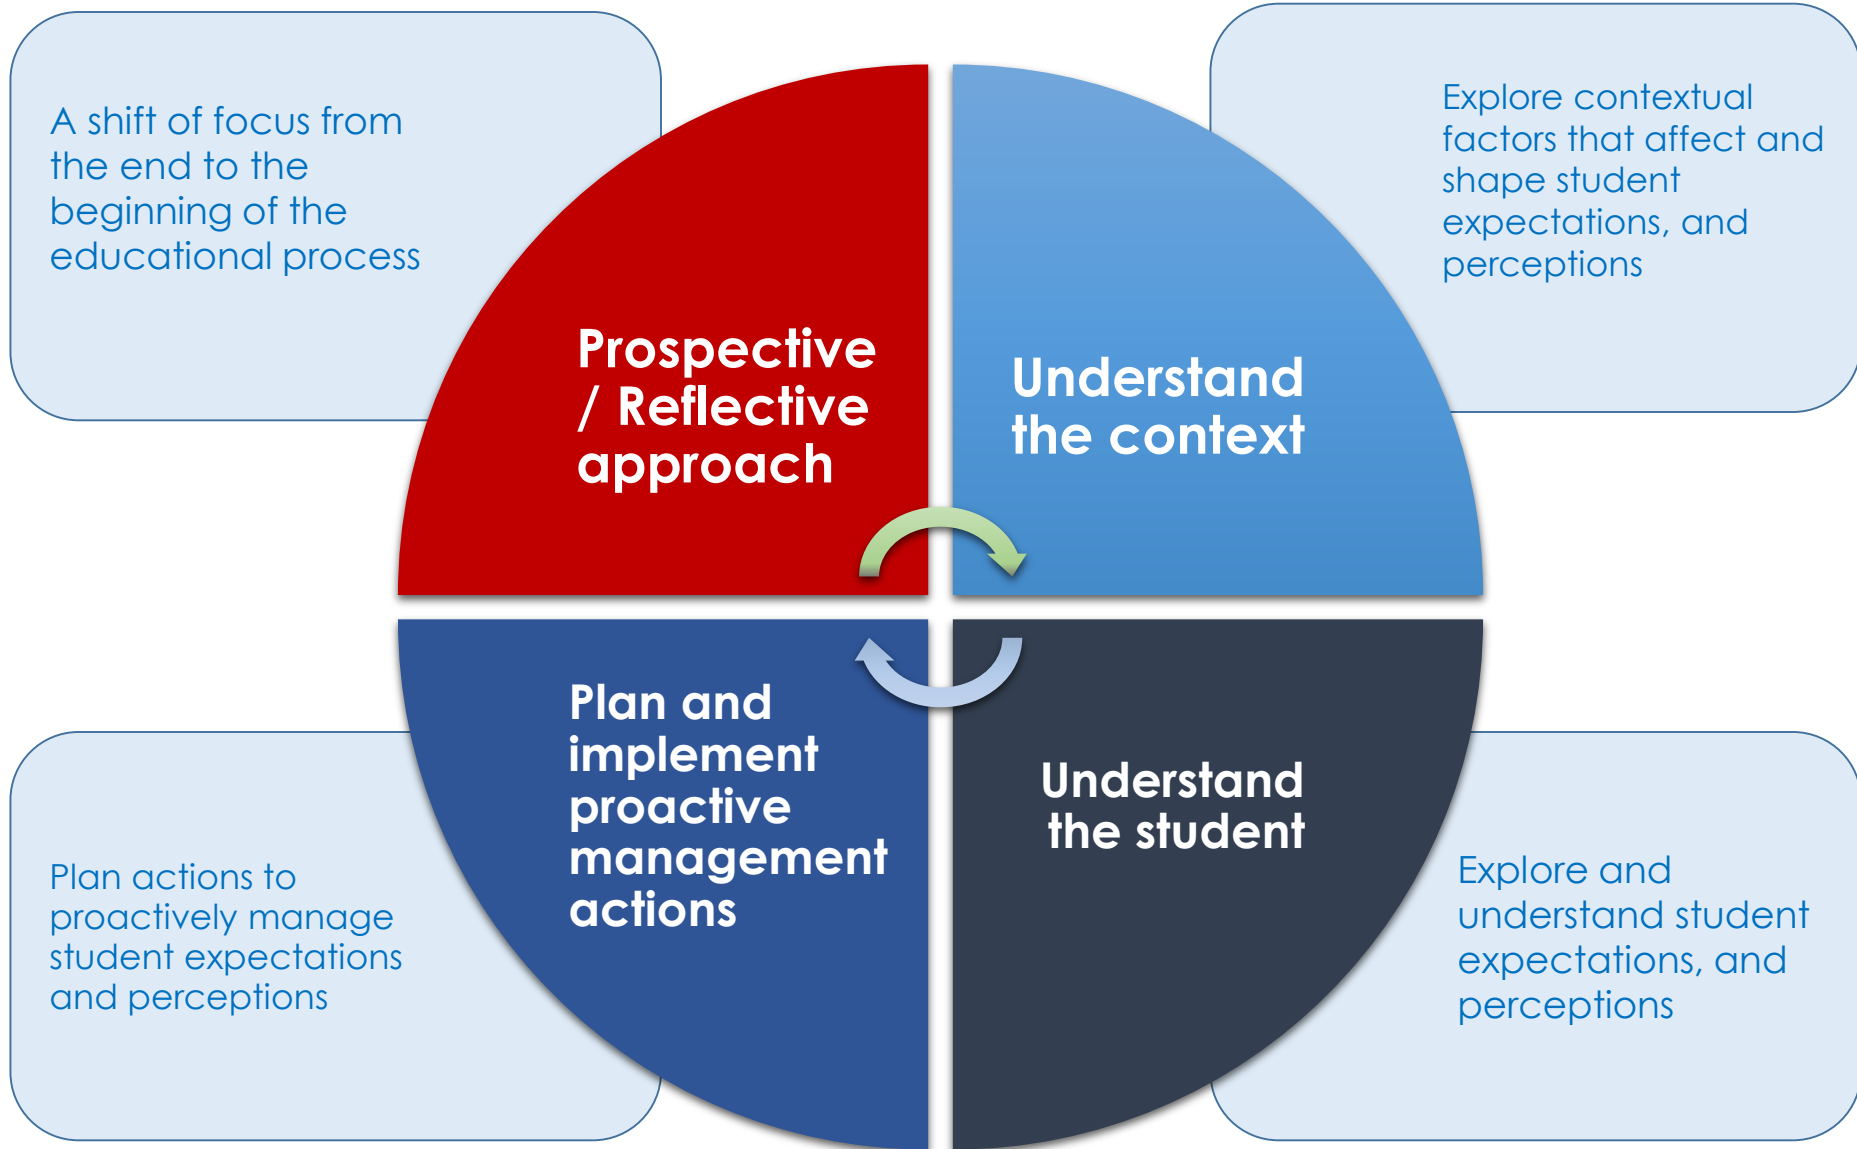 A shift of focus from
the end to the
beginning of the
educational process
Explore contextual
factors that affect and
shape student
expectations, and
perceptions
Prospective
/ Reflective
approach
Understand
the context
Plan and
implement
proactive
management
actions
Understand
the student
Plan actions to
proactively manage
student expectations
and perceptions
Explore and
understand student
expectations, and
perceptions